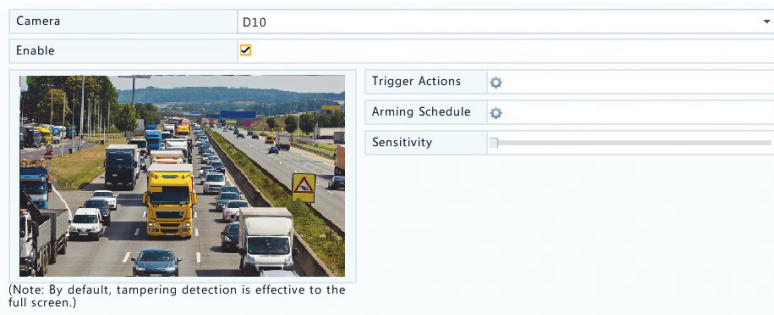 Camera
D10
Enable
Trigger Actions
Arming Schedule
Sensitivity
(Note: By default, tampering detection is effective to the
full screen.)